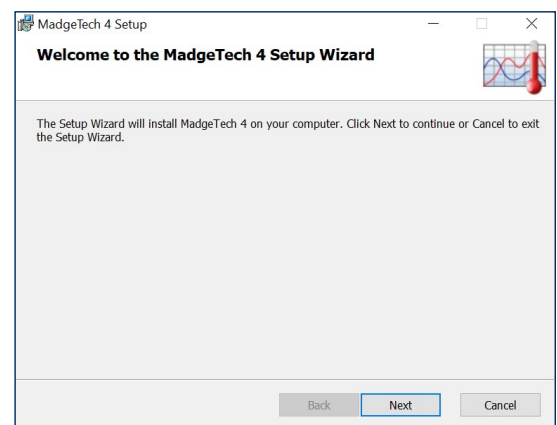 MadgeTech 4 Setup
Welcome to the MadgeTech 4 Setup Wizard
The Setup Wizard will install MadgeTech 4 on your computer. Click Next to continue or Cancel to exit
the Setup Wizard.
Back Next Cancel